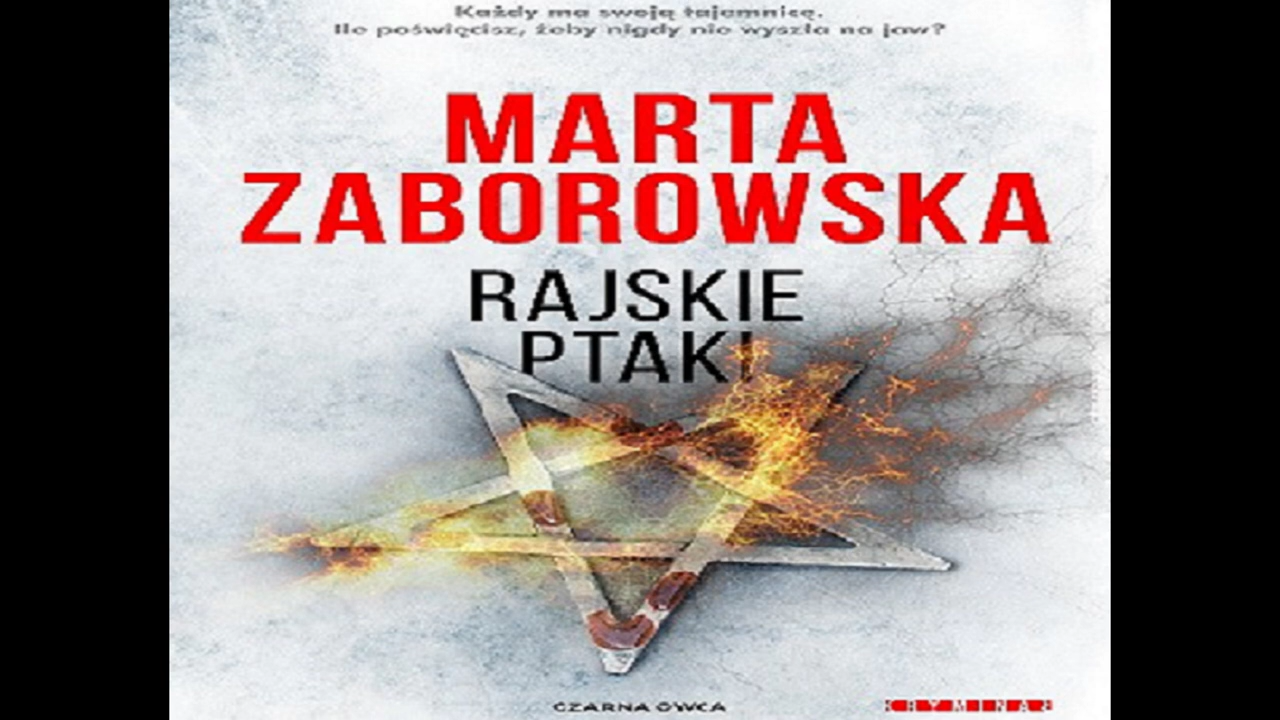 Każdy ma swoją tajemnicę.
Ile poświęcisz, żeby nigdy nie wyszła na jaw?
MARTA
ZABOROWSKA
RAJSKIE
PTAKI
CZARNA OWCA
KRYMINAŁ